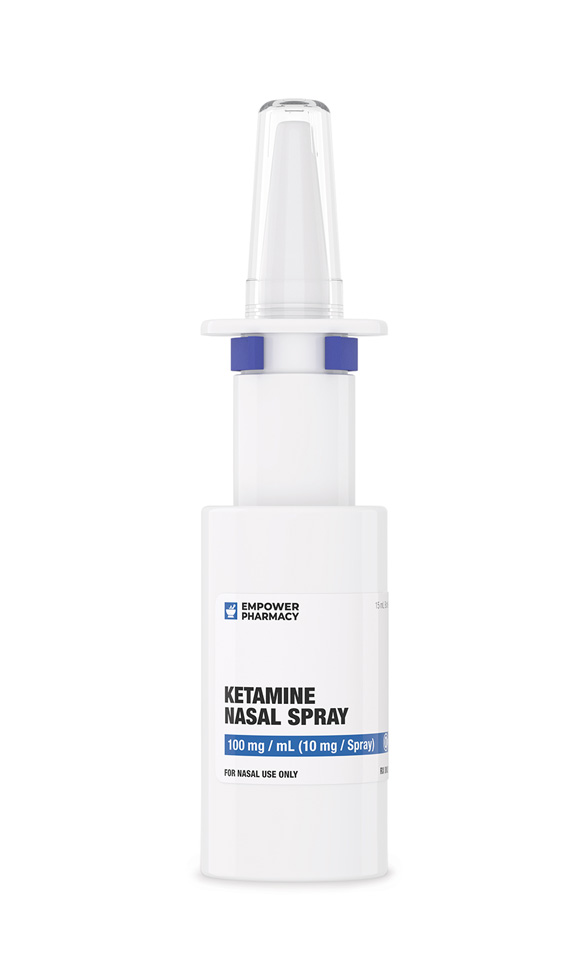 EMPOWER
PHARMACY
KETAMINE
NASAL SPRAY
100 mg / mL (10 mg / Spray)
FOR NASAL USE ONLY